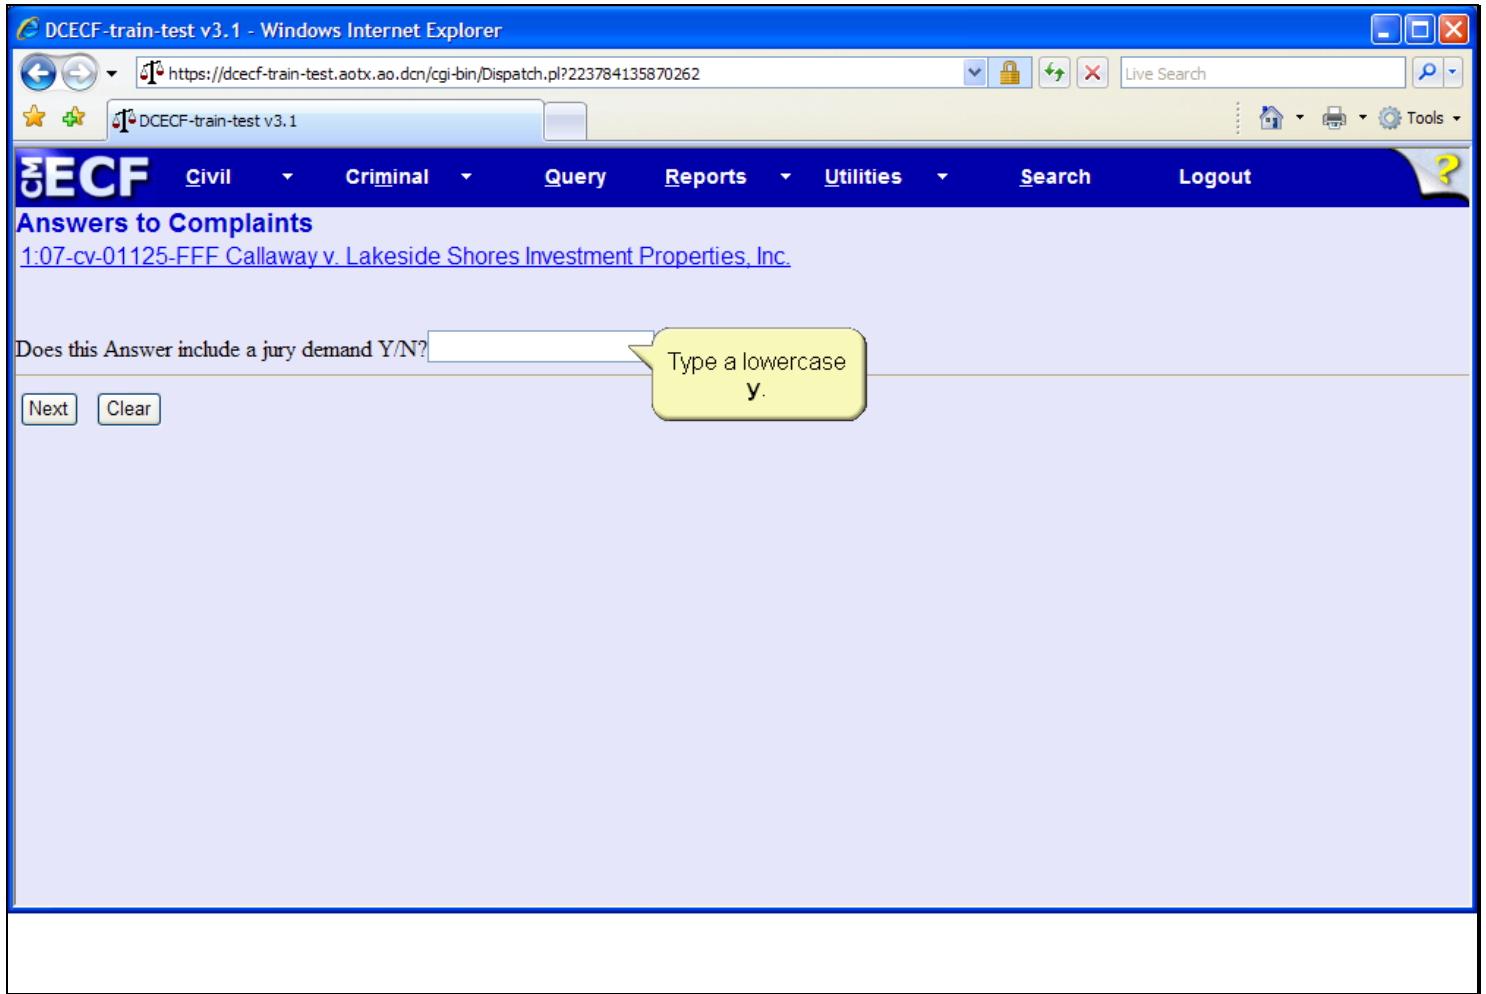 DCECF-train-test v3.1 - Windows Internet Explorer
https://dcecf-train-test.aotx.ao.dcn/cgi-bin/Dispatch.pl?223784135870262
Live Search
DCECF-train-test v3.1
Tools
CM ECF Civil Criminal Query Reports Utilities Search Logout ?
Answers to Complaints
1:07-cv-01125-FFF Callaway v. Lakeside Shores Investment Properties, Inc.
Does this Answer include a jury demand Y/N?
Type a lowercase
y.
Next Clear